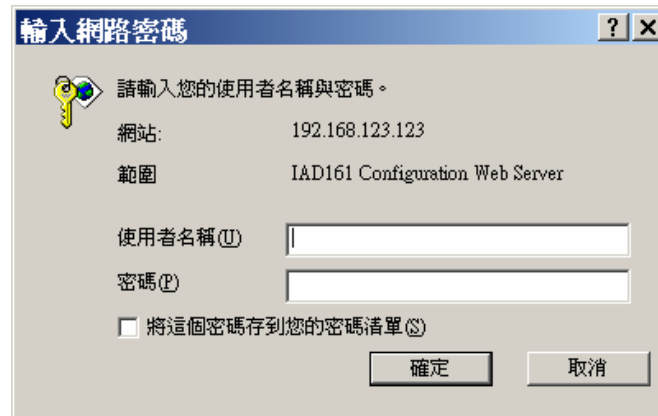 輸入網路密碼
請輸入您的使用者名稱與密碼。
網站: 192.168.123.123
範圍 IAD161 Configuration Web Server
使用者名稱(U)
密碼(P)
將這個密碼存到您的密碼清單(S)
確定 取消